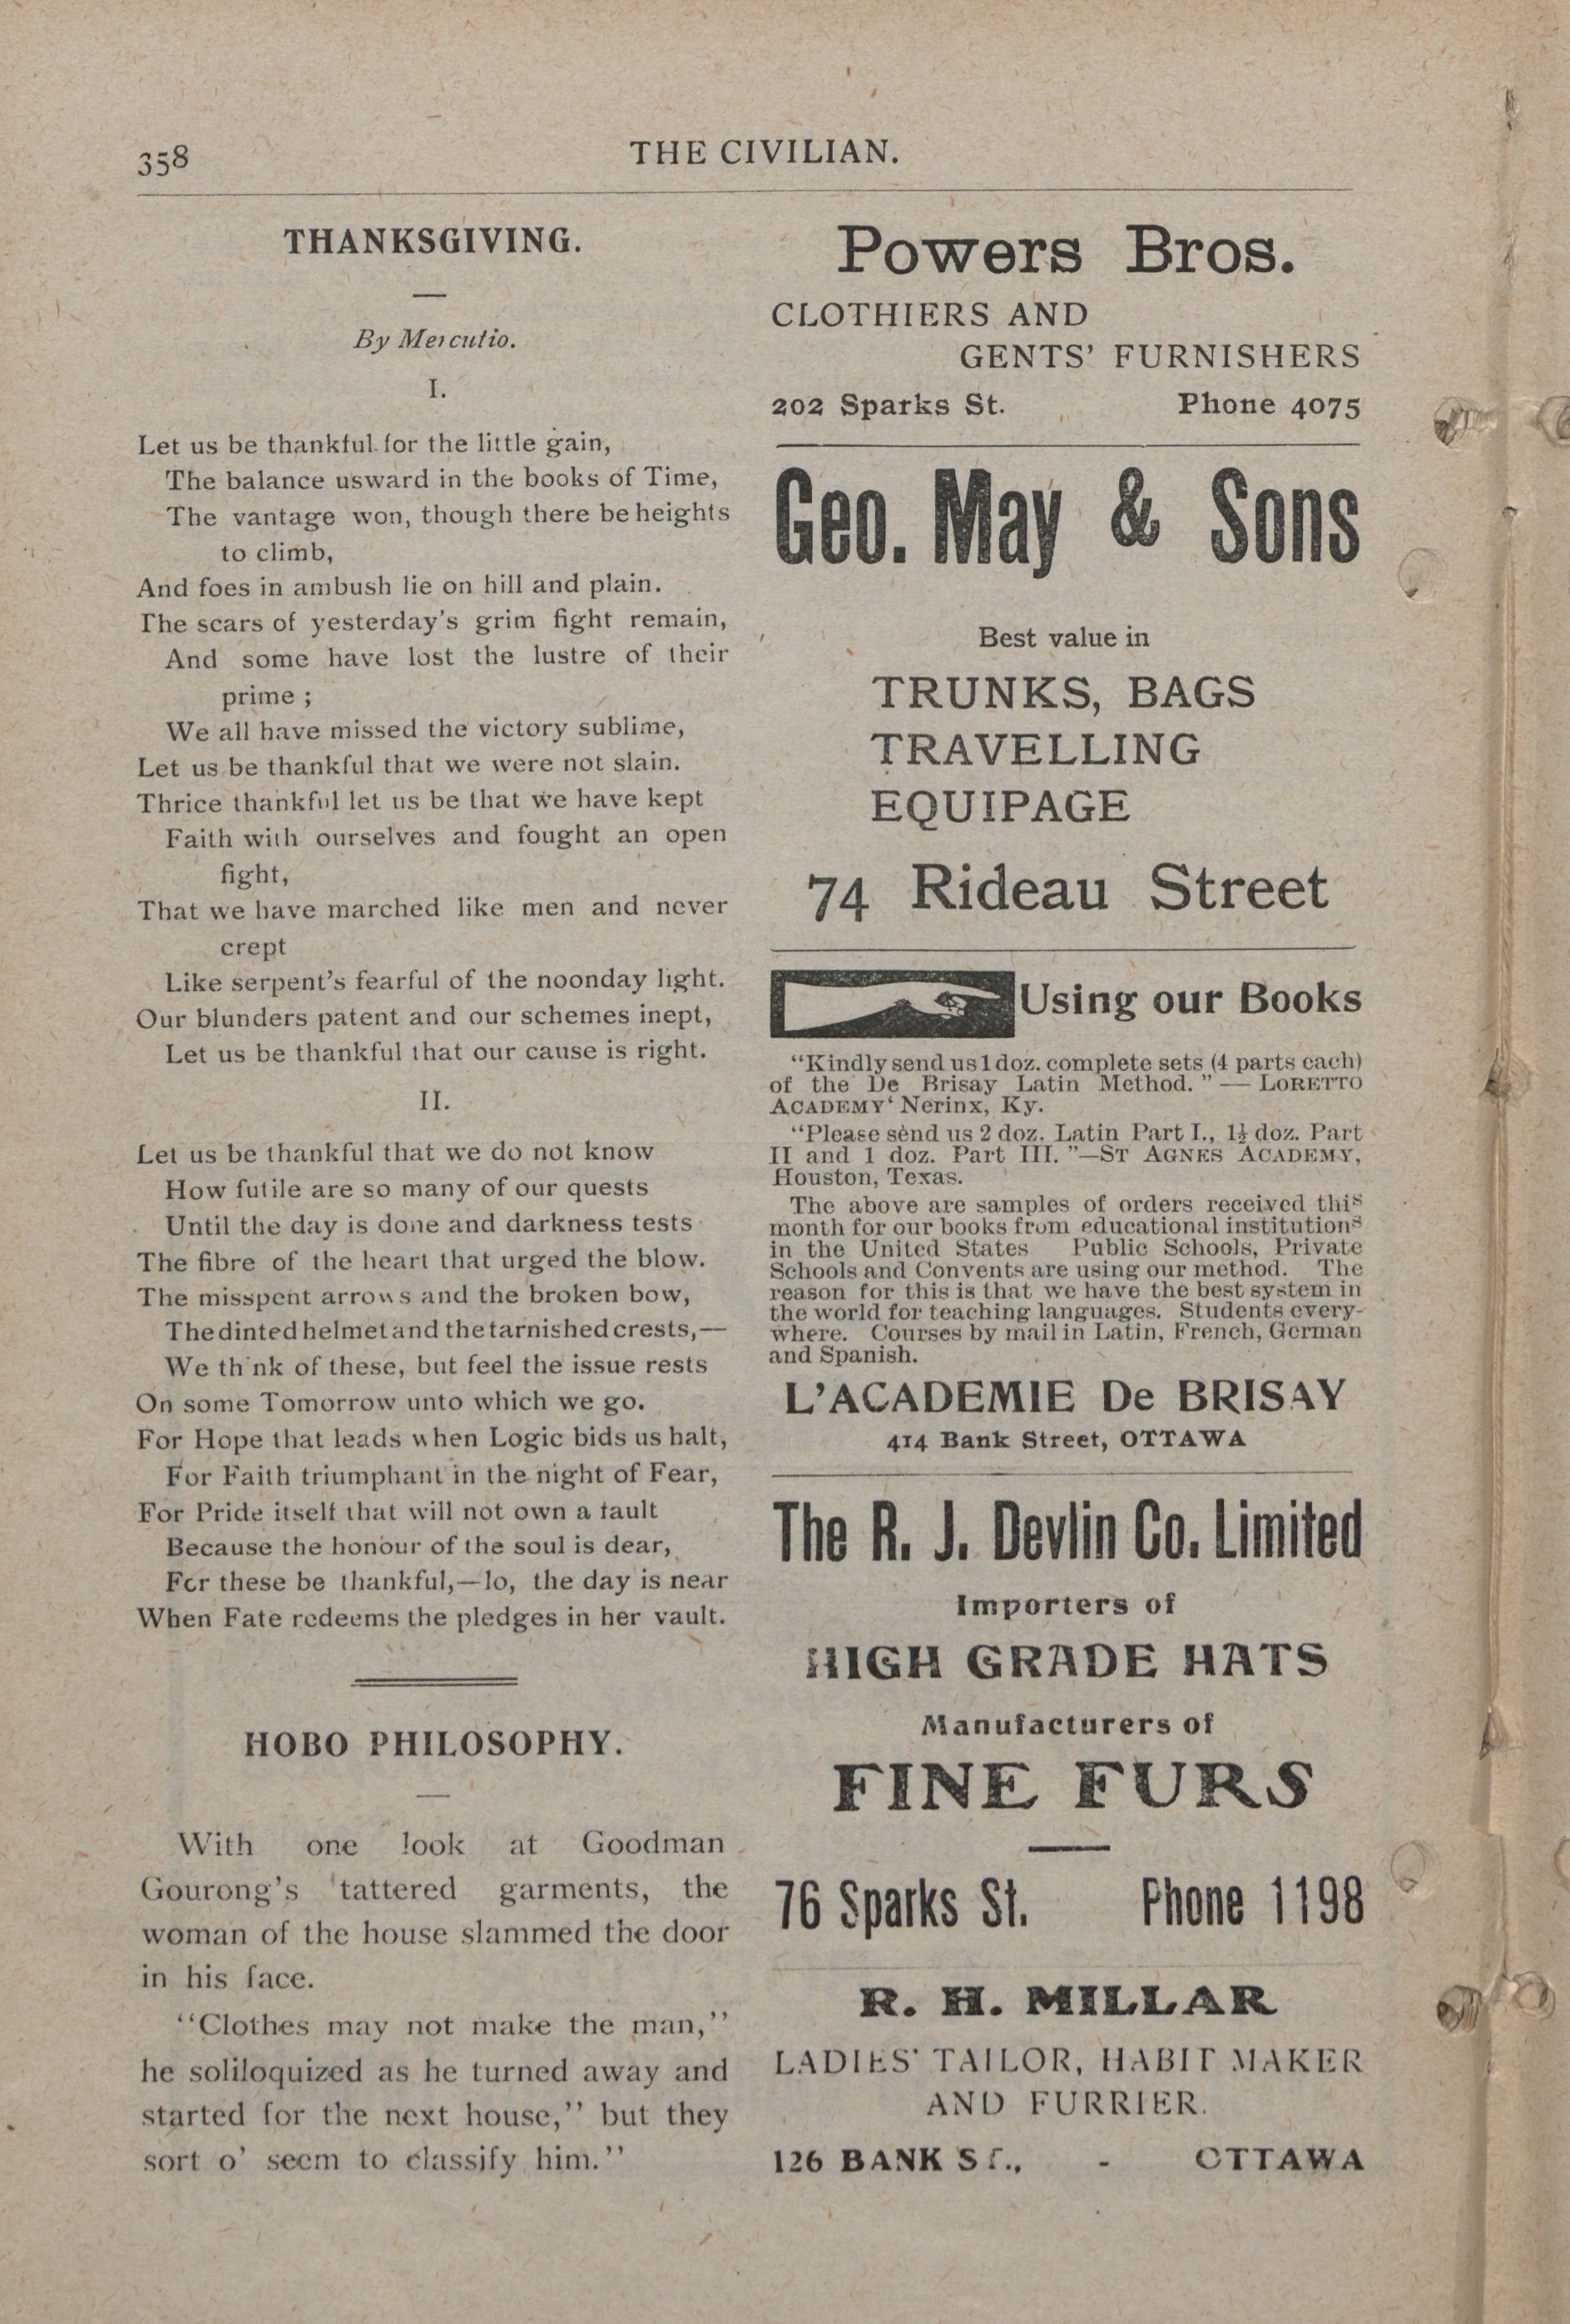 358
THE CIVILIAN.
THANKSGIVING.
By Mercutio.
I.
Let us be thankful for the little gain,
The balance usward in the books of Time,
The vantage won, though there be heights
to climb,
And foes in ambush lie on hill and plain.
The scars of yesterday's grim fight remain,
And some have lost the lustre of their
prime ;
We all have missed the victory sublime,
Let us be thankful that we were not slain.
Thrice thankful let us be that we have kept
Faith with ourselves and fought an open
fight,
That we have marched like men and never
crept
Like serpent's fearful of the noonday light.
Our blunders patent and our schemes inept,
Let us be thankful that our cause is right.
II.
Let us be thankful that we do not know
How futile are so many of our quests
Until the day is done and darkness tests
The fibre of the heart that urged the blow.
The misspent arrows and the broken bow,
The dinted helmet and the tarnished crests,—
We think of these, but feel the issue rests
On some Tomorrow unto which we go.
For Hope that leads when Logic bids us halt,
For Faith triumphant in the night of Fear,
For Pride itself that will not own a fault
Because the honour of the soul is dear,
For these be thankful,—lo, the day is near
When Fate redeems the pledges in her vault.
HOBO PHILOSOPHY.
With one look at Goodman
Gourong's tattered garments, the
woman of the house slammed the door
in his face.
"Clothes may not make the man,"
he soliloquized as he turned away and
started for the next house," but they
sort o' seem to classify him."
Powers Bros.
CLOTHIERS AND
GENTS' FURNISHERS
202 Sparks St. Phone 4075
Geo. May & Sons
Best value in
TRUNKS, BAGS
TRAVELLING
EQUIPAGE
74 Rideau Street
Using our Books
"Kindly send us 1 doz. complete sets (4 parts each)
of the De Brisay Latin Method. " — LORETTO
ACADEMY‘ Nerinx, Ky.
"Please send us 2 doz. Latin Part I., 1½ doz. Part
II and 1 doz. Part III. "—ST AGNES ACADEMY,
Houston, Texas.
The above are samples of orders received this
month for our books from educational institutions
in the United States Public Schools, Private
Schools and Convents are using our method. The
reason for this is that we have the best system in
the world for teaching languages. Students every-
where. Courses by mail in Latin, French, German
and Spanish.
L'ACADEMIE De BRISAY
414 Bank Street, OTTAWA
The R. J. Devlin Co. Limited
Importers of
HIGH GRADE HATS
Manufacturers of
FINE FURS
76 Sparks St. Phone 1198
R. H. MILLAR
LADIES' TAILOR, HABIT MAKER
AND FURRIER.
126 BANK ST., - OTTAWA